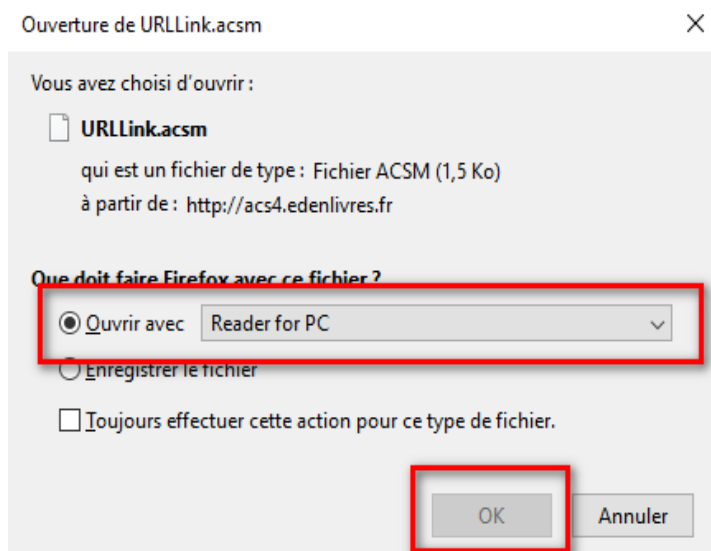 Ouverture de URLLink.acsm
Vous avez choisi d'ouvrir :
URLLink.acsm
qui est un fichier de type : Fichier ACSM (1,5 Ko)
à partir de : http://acs4.edenlivres.fr
Que doit faire Firefox avec ce fichier ?
Ouvrir avec Reader for PC
Enregistrer le fichier
Toujours effectuer cette action pour ce type de fichier.
OK Annuler